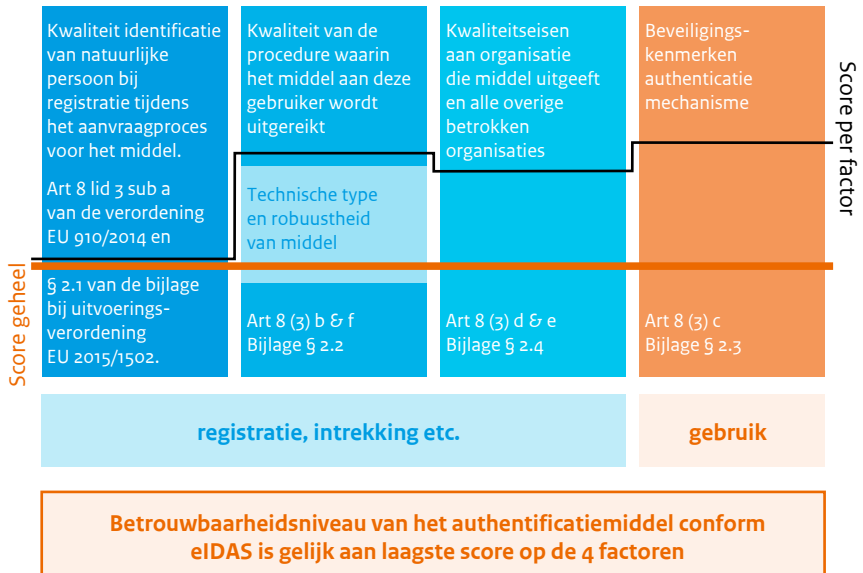 Kwaliteit identificatie
van natuurlijke
persoon bij
registratie tijdens
het aanvraagproces
voor het middel.
Art 8 lid 3 sub a
van de verordening
EU 910/2014 en
§ 2.1 van de bijlage
bij uitvoerings-
verordening
EU 2015/1502.
Kwaliteit van de
procedure waarin
het middel aan deze
gebruiker wordt
uitgereikt
Technische type
en robuustheid
van middel
Art 8 (3) b & f
Bijlage § 2.2
Kwaliteitseisen
aan organisatie
die middel uitgeeft
en alle overige
betrokken
organisaties
Art 8 (3) d & e
Bijlage § 2.4
Beveiligings-
kenmerken
authenticatie
mechanisme
Art 8 (3) c
Bijlage § 2.3
Score per factor
Score geheel
registratie, intrekking etc.
gebruik
Betrouwbaarheidsniveau van het authentificatiemiddel conform
eIDAS is gelijk aan laagste score op de 4 factoren